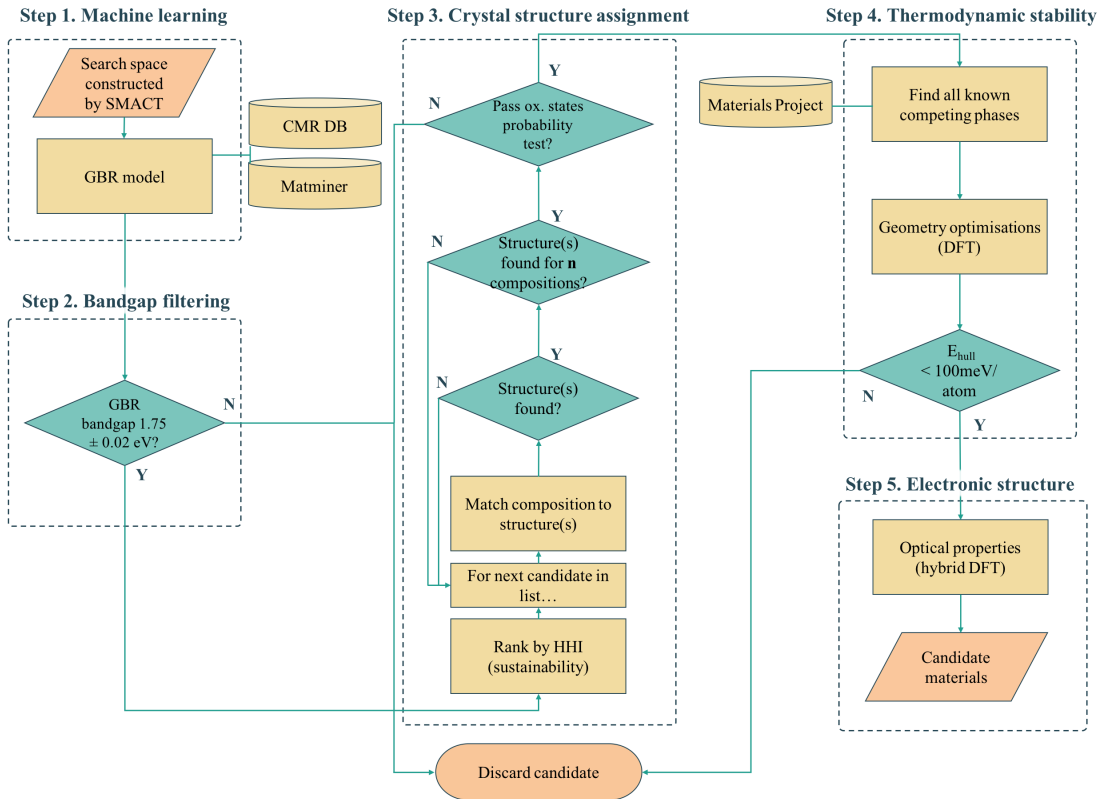 Step 1. Machine learning
Search space
constructed
by SMACT
GBR model
CMR DB
Matminer
Step 2. Bandgap filtering
GBR
bandgap 1.75
± 0.02 eV?
N
Y
Step 3. Crystal structure assignment
Y
N
Pass ox. states
probability
test?
Y
N
Structure(s)
found for n
compositions?
Y
N
Structure(s)
found?
Match composition to
structure(s)
For next candidate in
list…
Rank by HHI
(sustainability)
Discard candidate
Step 4. Thermodynamic stability
Materials Project
Find all known
competing phases
Geometry optimisations
(DFT)
Ehull
< 100meV/
atom
N
Y
Step 5. Electronic structure
Optical properties
(hybrid DFT)
Candidate
materials